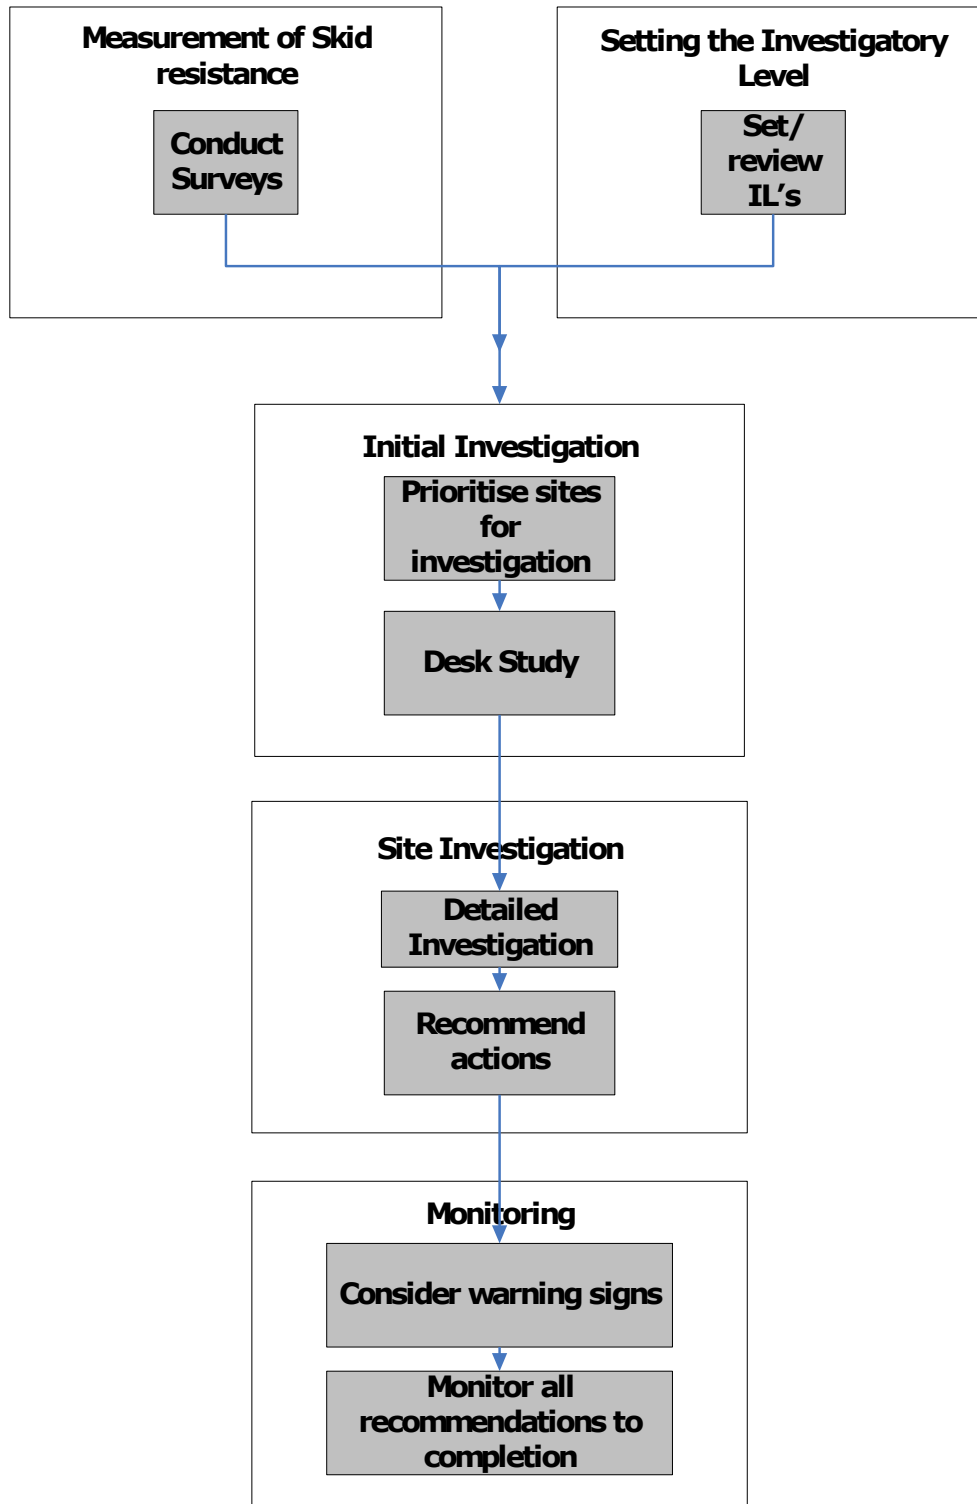 Measurement of Skid
resistance
Conduct
Surveys
Setting the Investigatory
Level
Set/
review
IL's
Initial Investigation
Prioritise sites
for
investigation
Desk Study
Site Investigation
Detailed
Investigation
Recommend
actions
Monitoring
Consider warning signs
Monitor all
recommendations to
completion